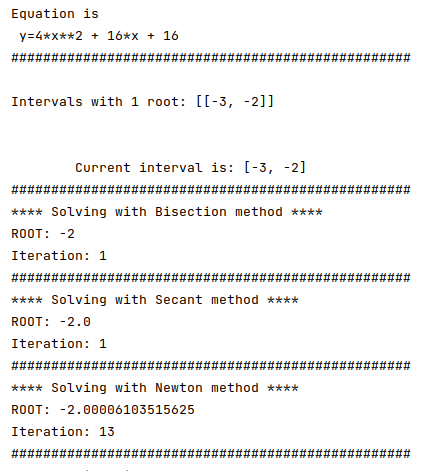 Equation is
y=4*x**2 + 16*x + 16
###################################################
Intervals with 1 root: [[-3, -2]]
Current interval is: [-3, -2]
###################################################
**** Solving with Bisection method ****
ROOT: -2
Iteration: 1
###################################################
**** Solving with Secant method ****
ROOT: -2.0
Iteration: 1
###################################################
**** Solving with Newton method ****
ROOT: -2.00006103515625
Iteration: 13
###################################################